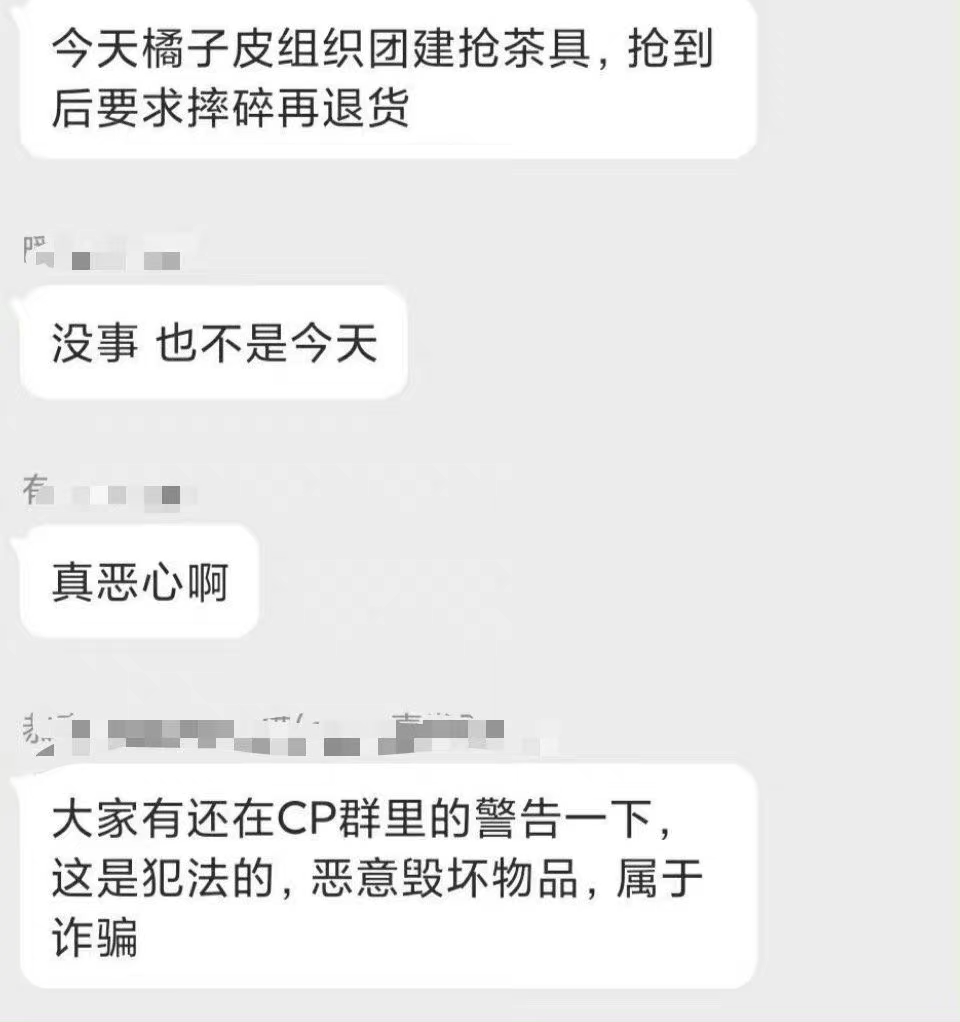 今天橘子皮组织团建抢茶具，抢到
后要求摔碎再退货
没事 也不是今天
有
真恶心啊
大家有还在CP群里的警告一下，
这是犯法的，恶意毁坏物品，属于
诈骗